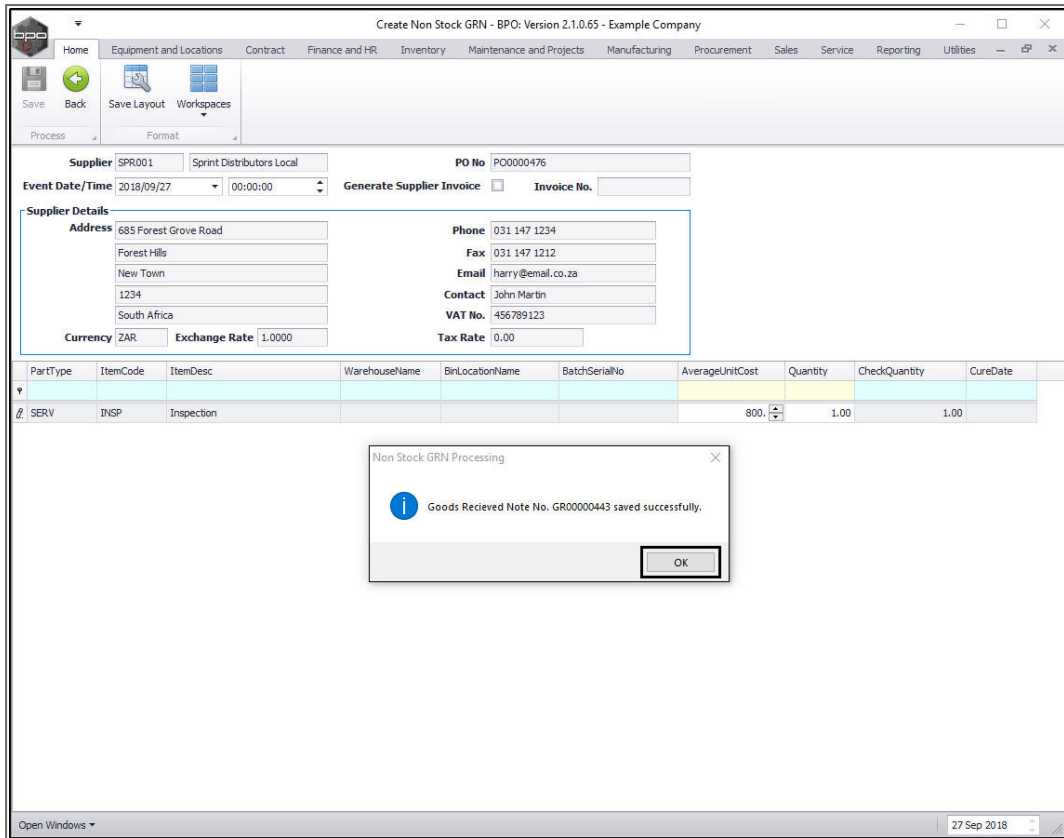 Create Non Stock GRN - BPO: Version 2.1.0.65 - Example Company
bpo
Home Equipment and Locations Contract Finance and HR Inventory Maintenance and Projects Manufacturing Procurement Sales Service Reporting Utilities
Save Back Save Layout Workspaces
Process Format
Supplier SPR001 Sprint Distributors Local PO No PO0000476
Event Date/Time 2018/09/27 00:00:00 Generate Supplier Invoice Invoice No.
Supplier Details
Address 685 Forest Grove Road Phone 031 147 1234
Forest Hills Fax 031 147 1212
New Town Email harry@email.co.za
1234 Contact John Martin
South Africa VAT No. 456789123
Currency ZAR Exchange Rate 1.0000 Tax Rate 0.00
PartType ItemCode ItemDesc WarehouseName BinLocationName BatchSerialNo AverageUnitCost Quantity CheckQuantity CureDate
SERV INSP Inspection 800. 1.00 1.00
Non Stock GRN Processing
Goods Recieved Note No. GR00000443 saved successfully.
OK
Open Windows 27 Sep 2018